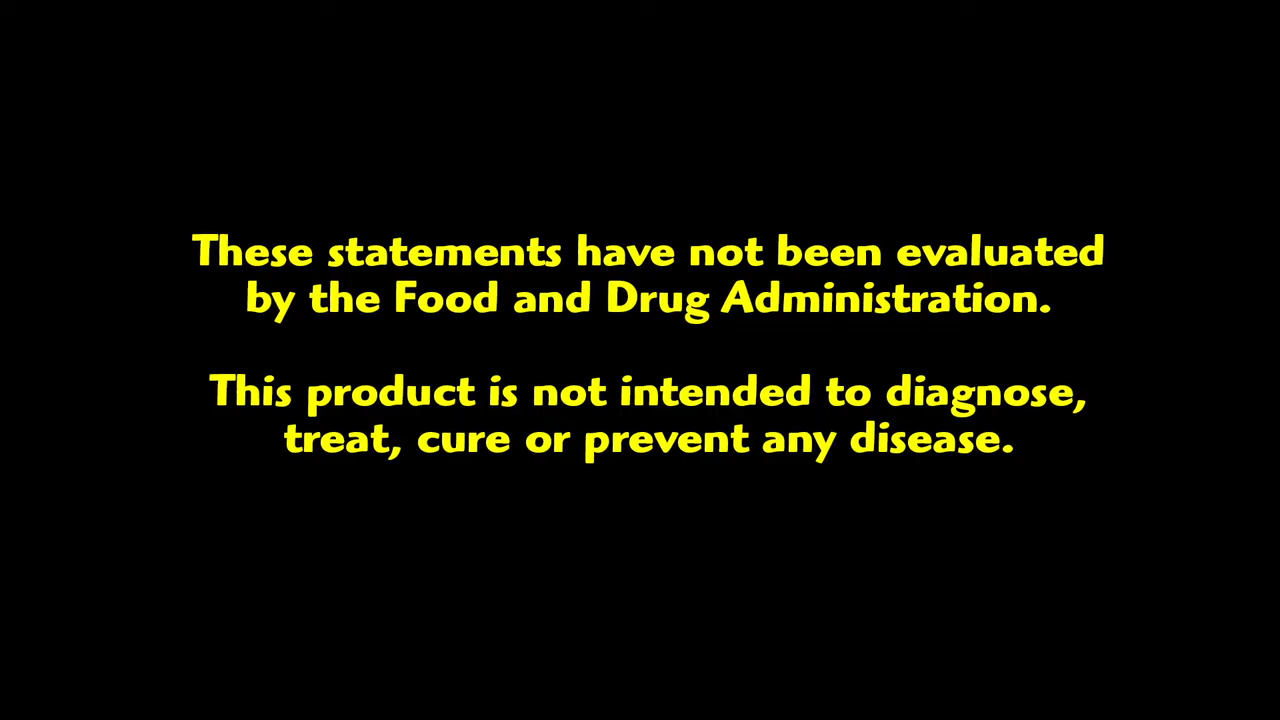 These statements have not been evaluated
by the Food and Drug Administration.
This product is not intended to diagnose,
treat, cure or prevent any disease.